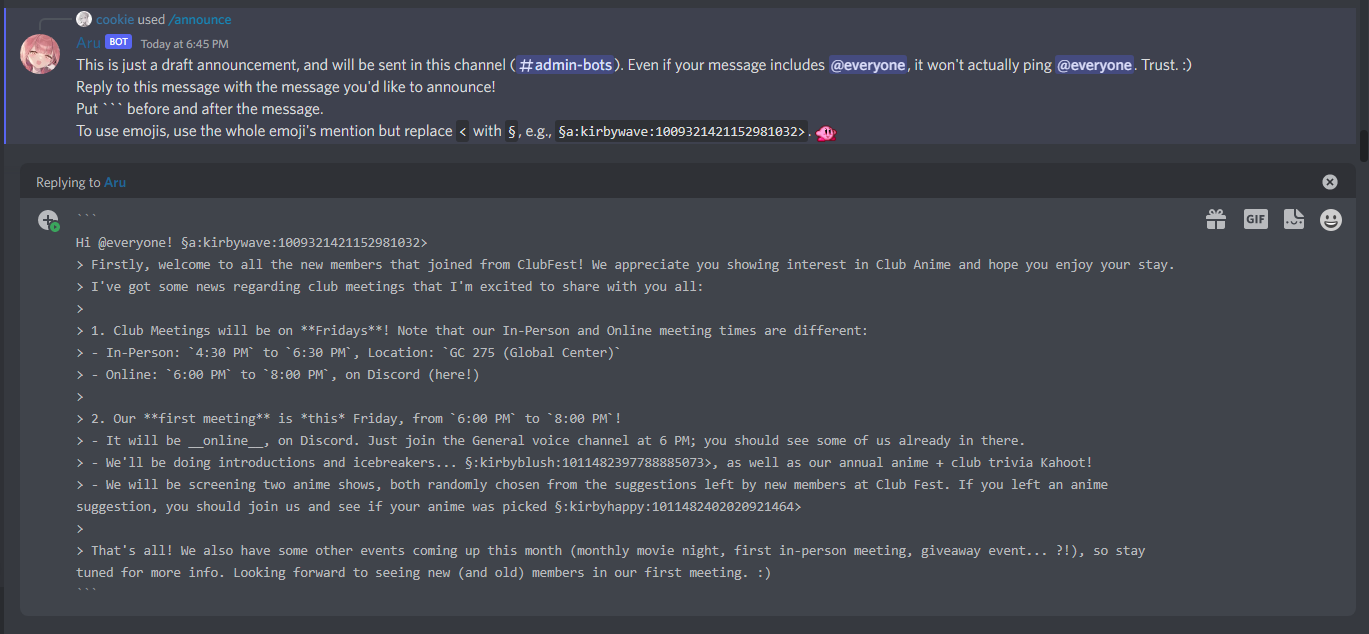 cookie used /announce
Aru BOT Today at 6:45 PM
This is just a draft announcement, and will be sent in this channel ( #admin-bots ). Even if your message includes @everyone , it won't actually ping @everyone . Trust. :)
Reply to this message with the message you'd like to announce!
Put ``` before and after the message.
To use emojis, use the whole emoji's mention but replace < with § , e.g., §a:kirbywave:1009321421152981032> .
Replying to Aru
```
GIF
Hi @everyone! §a:kirbywave:1009321421152981032>
> Firstly, welcome to all the new members that joined from ClubFest! We appreciate you showing interest in Club Anime and hope you enjoy your stay.
> I've got some news regarding club meetings that I'm excited to share with you all:
>
> 1. Club Meetings will be on **Fridays**! Note that our In-Person and Online meeting times are different:
> - In-Person: `4:30 PM` to `6:30 PM`, Location: `GC 275 (Global Center)`
> - Online: `6:00 PM` to `8:00 PM`, on Discord (here!)
>
> 2. Our **first meeting** is *this* Friday, from `6:00 PM` to `8:00 PM`!
> - It will be __online__, on Discord. Just join the General voice channel at 6 PM; you should see some of us already in there.
> - We'll be doing introductions and icebreakers... §:kirbyblush:1011482397788885073>, as well as our annual anime + club trivia Kahoot!
> - We will be screening two anime shows, both randomly chosen from the suggestions left by new members at Club Fest. If you left an anime
suggestion, you should join us and see if your anime was picked §:kirbyhappy:1011482402020921464>
>
> That's all! We also have some other events coming up this month (monthly movie night, first in-person meeting, giveaway event... ?!), so stay
tuned for more info. Looking forward to seeing new (and old) members in our first meeting. :)
```